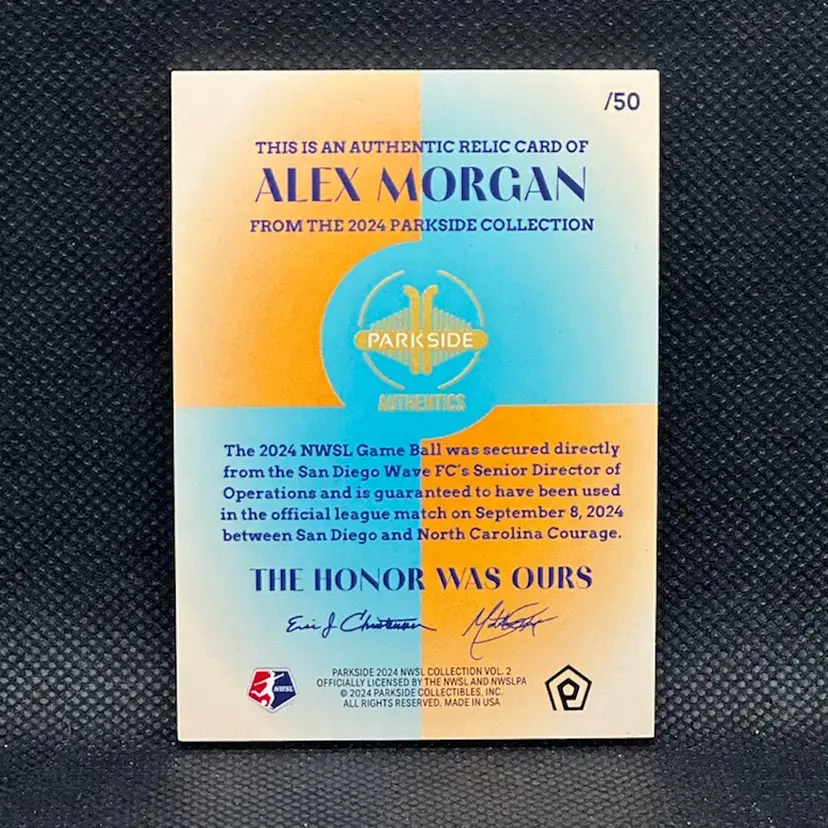 /50
THIS IS AN AUTHENTIC RELIC CARD OF
ALEX MORGAN
FROM THE 2024 PARKSIDE COLLECTION
PARKSIDE
AUTHENTICS
The 2024 NWSL Game Ball was secured directly
from the San Diego Wave FC's Senior Director of
Operations and is guaranteed to have been used
in the official league match on September 8, 2024
between San Diego and North Carolina Courage.
THE HONOR WAS OURS
NWSL
PARKSIDE 2024 NWSL COLLECTION VOL. 2
OFFICIALLY LICENSED BY THE NWSL AND NWSLPA
© 2024 PARKSIDE COLLECTIBLES, INC.
ALL RIGHTS RESERVED. MADE IN USA